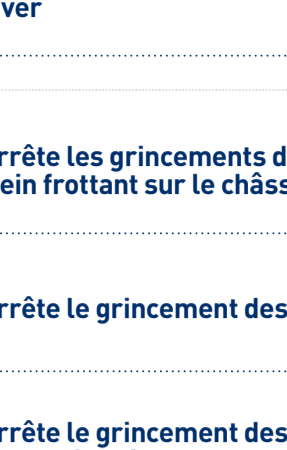 ver
rrête les grincements d
ein frottant sur le châss
rrête le grincement des
rrête le grincement des